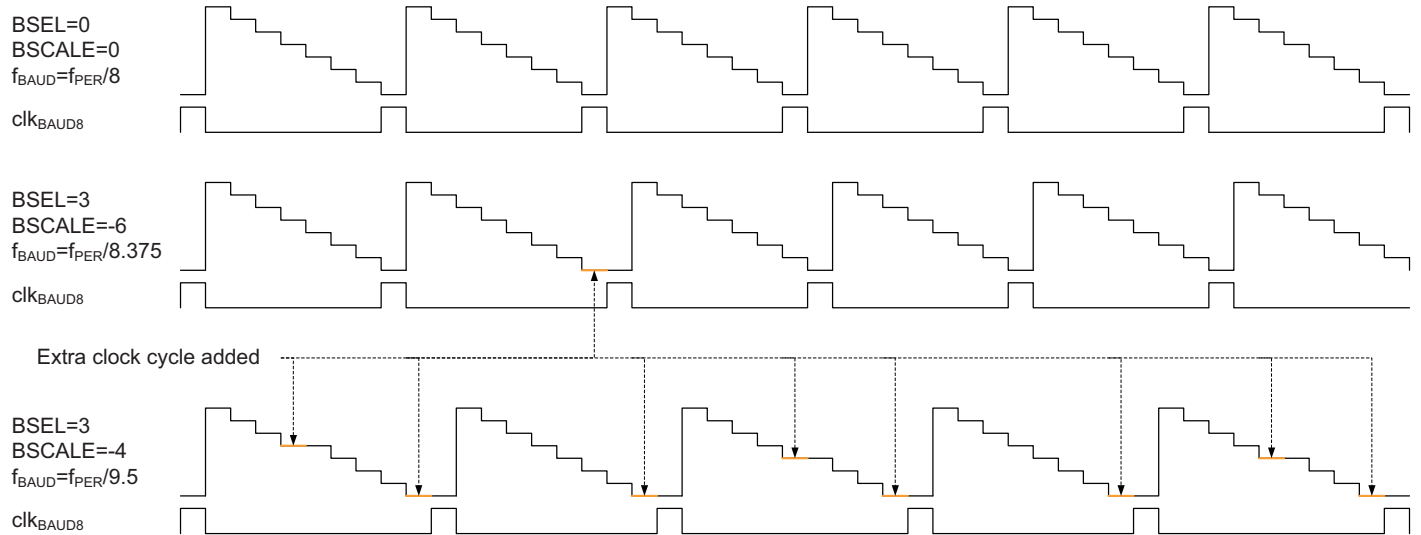 BSEL=0
BSCALE=0
fBAUD=fPER/8
clkBAUD8
BSEL=3
BSCALE=-6
fBAUD=fPER/8.375
clkBAUD8
Extra clock cycle added
BSEL=3
BSCALE=-4
fBAUD=fPER/9.5
clkBAUD8